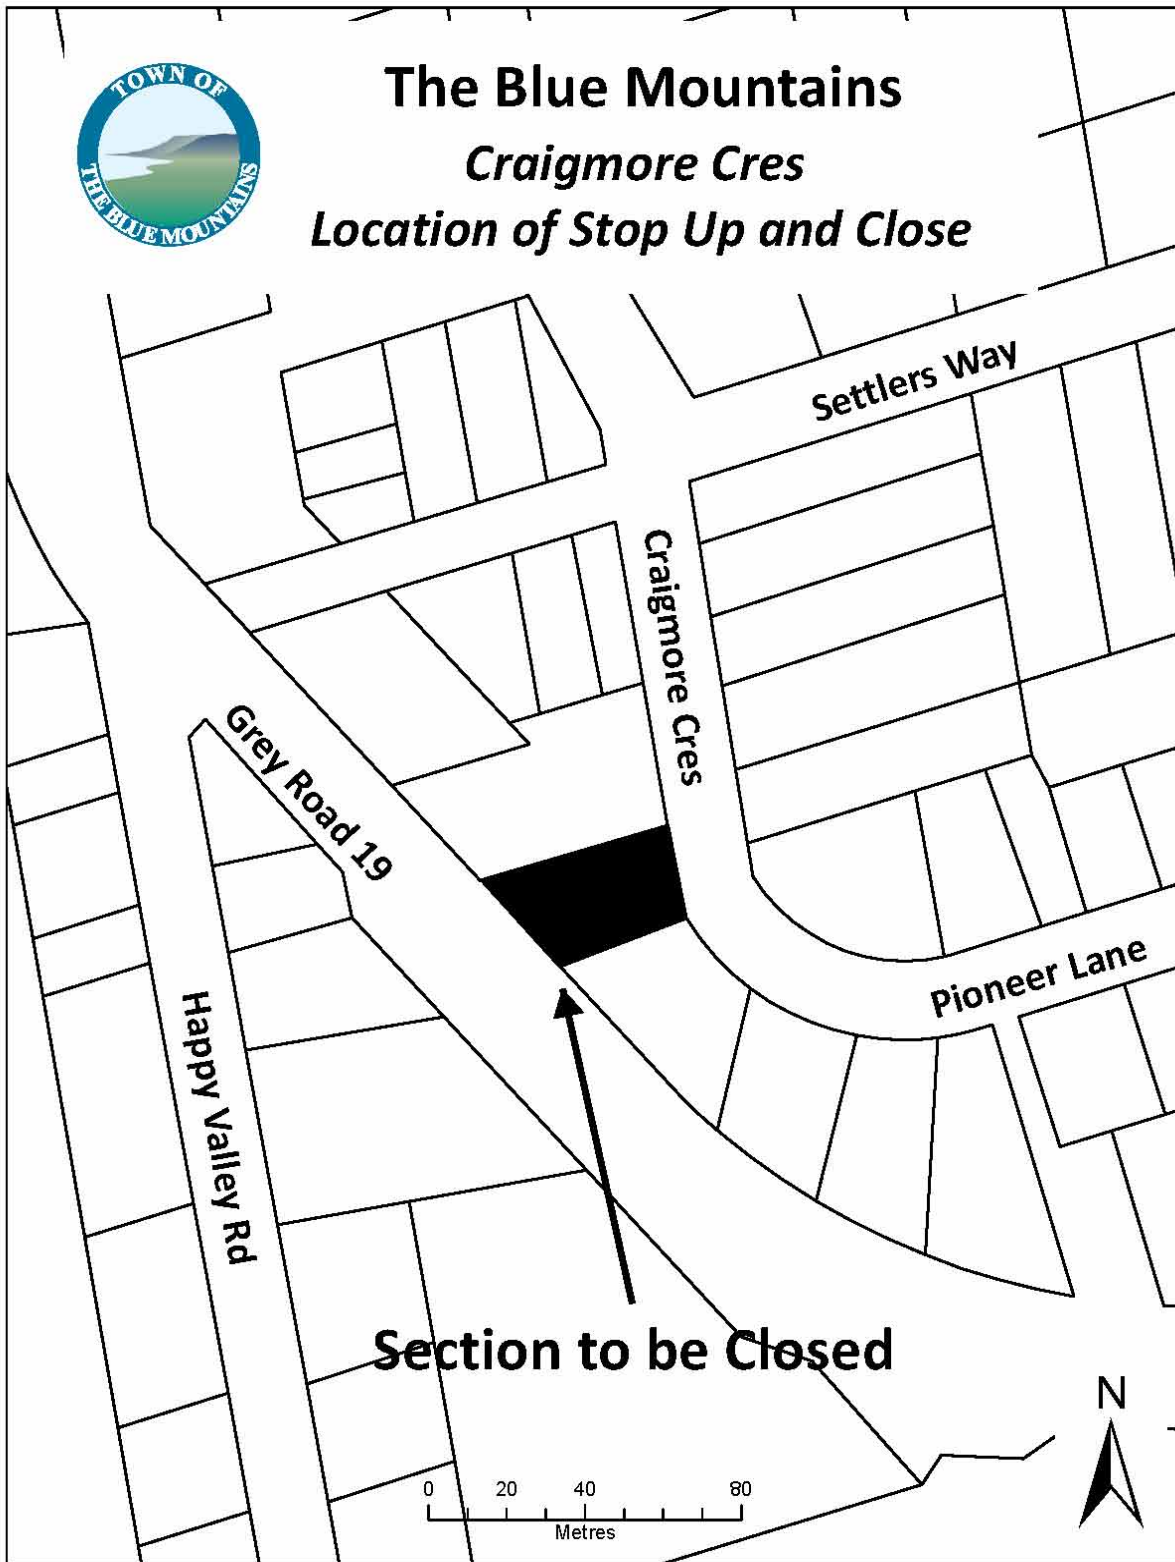 TOWN OF
THE BLUE MOUNTAINS
The Blue Mountains
Craigmore Cres
Location of Stop Up and Close
Settlers Way
Craigmore Cres
Grey Road 19
Pioneer Lane
Happy Valley Rd
Section to be Closed
N
0 20 40 80
Metres